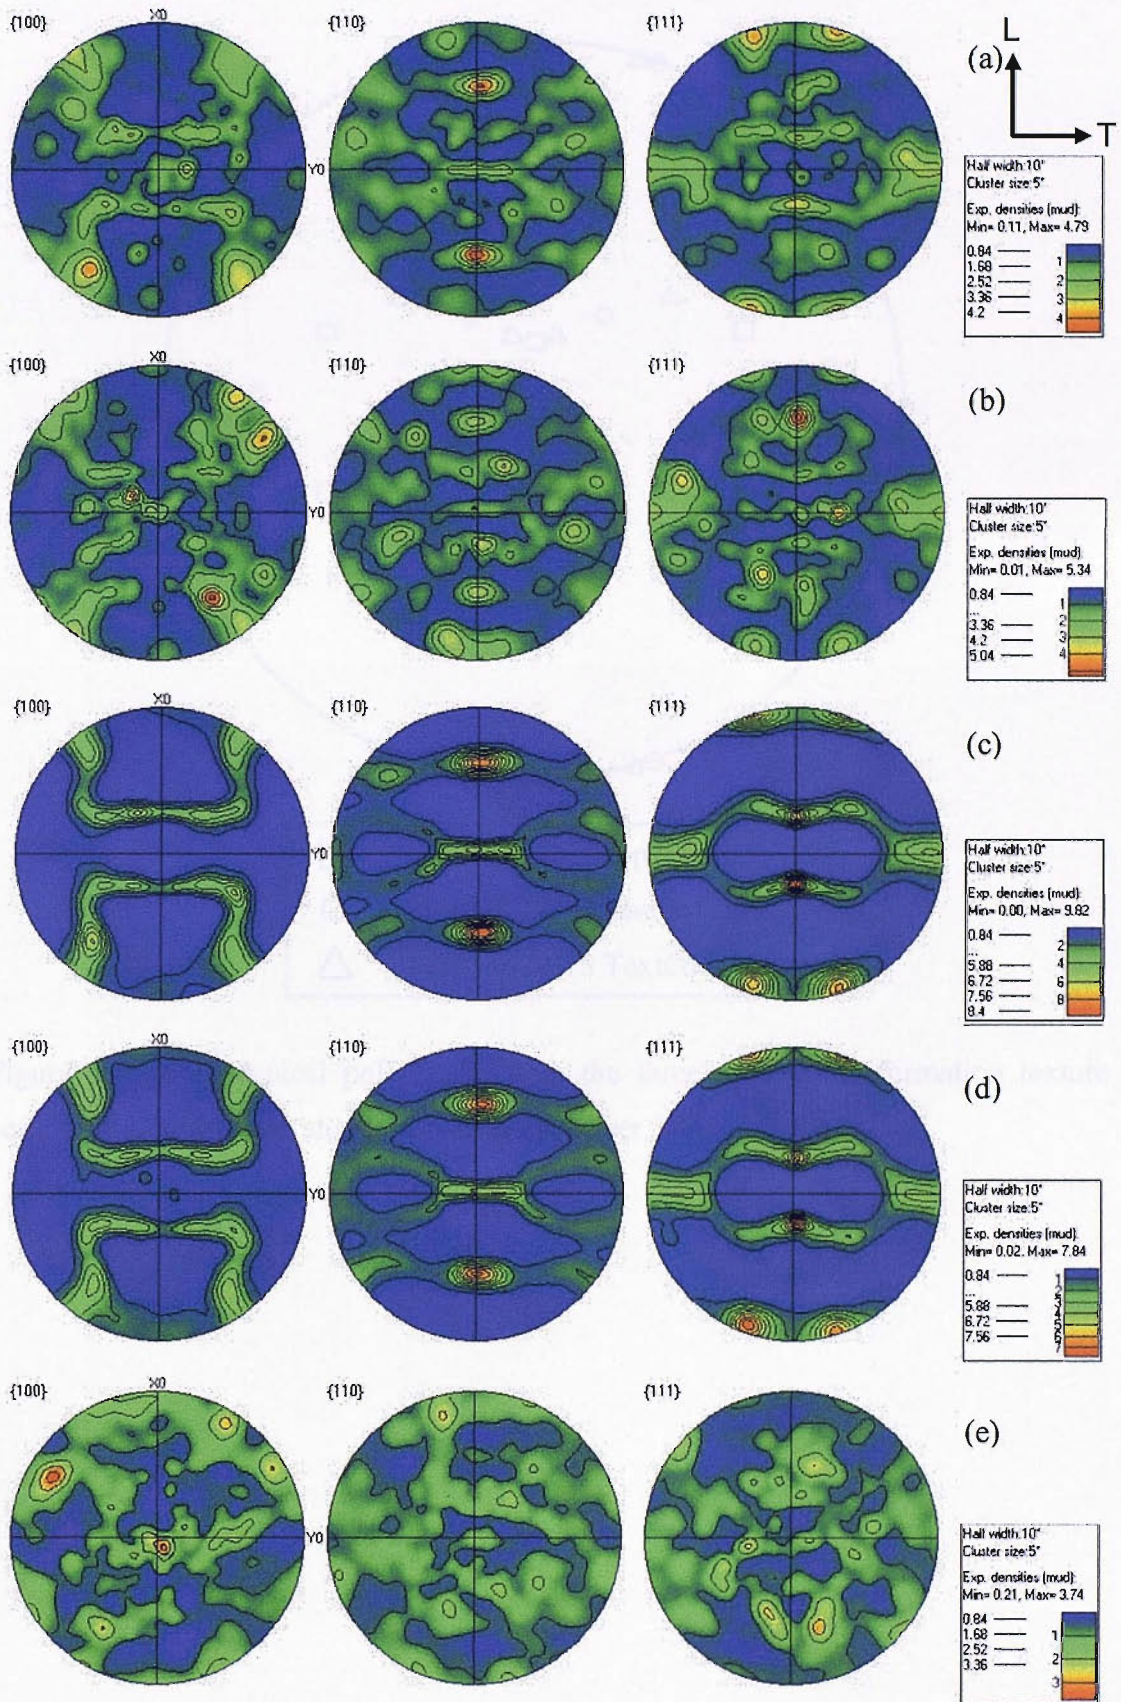 {100} X0 {110} {111} L
(a)
T
Y0
Half width:10°
Cluster size:5°
Exp. densities (mud):
Min= 0.11, Max= 4.79
0.84
1.68 1
2.52 2
3.36 3
4.2 4
{100} X0 {110} {111}
(b)
Y0
Half width:10°
Cluster size:5°
Exp. densities (mud):
Min= 0.01, Max= 5.34
0.84 1
... 2
3.36
4.2 3
5.04 4
{100} X0 {110} {111}
(c)
Y0
Half width:10°
Cluster size:5°
Exp. densities (mud):
Min= 0.00, Max= 9.82
0.84 2
... 4
5.88
6.72 6
7.56
8.4 8
{100} X0 {110} {111}
(d)
Y0
Half width:10°
Cluster size:5°
Exp. densities (mud):
Min= 0.02, Max= 7.84
0.84 1
... 2
3
5.88 4
6.72 5
7.56 6
7
{100} X0 {110} {111}
(e)
Y0
Half width:10°
Cluster size:5°
Exp. densities (mud):
Min= 0.21, Max= 3.74
0.84
1.68 1
2.52 2
3.36 3